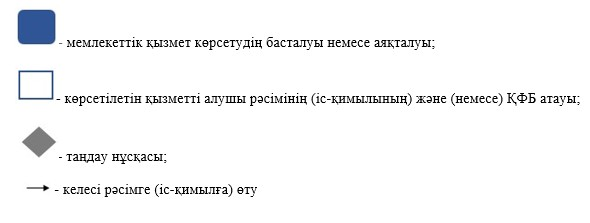 - мемлекеттік қызмет көрсетудің басталуы немесе аяқталуы;
- көрсетілетін қызметті алушы рәсімінің (іс-қимылының) және (немесе) ҚФБ атауы;
- таңдау нұсқасы;
- келесі рәсімге (іс-қимылға) өту